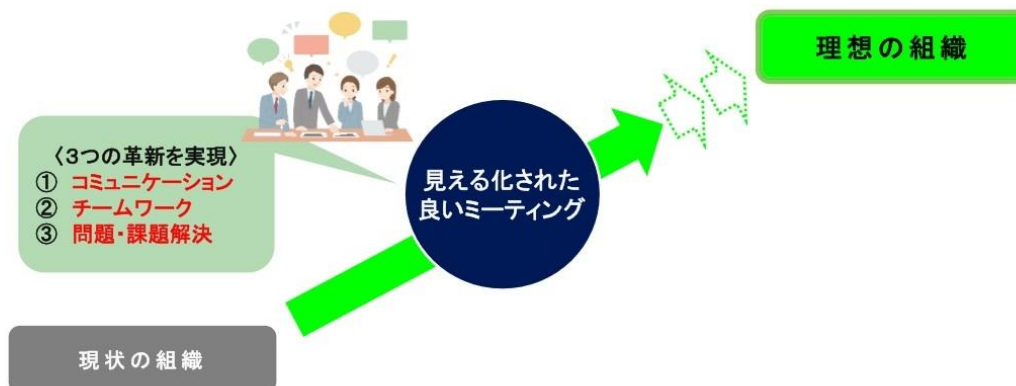 理想の組織
〈3つの革新を実現〉
① コミュニケーション
② チームワーク
③ 問題・課題解決
見える化された
良いミーティング
現状の組織